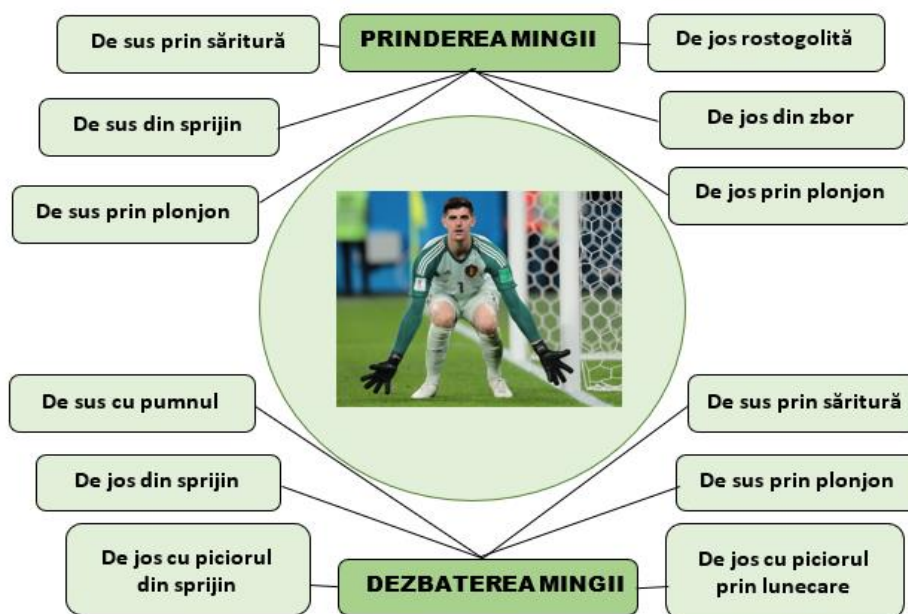 De sus prin săritură
PRINDEREA MINGII
De jos rostogolită
De sus din sprijin
De jos din zbor
De sus prin plonjon
De jos prin plonjon
1
De sus cu pumnul
De sus prin săritură
De jos din sprijin
De sus prin plonjon
De jos cu piciorul
din sprijin
DEZBATEREA MINGII
De jos cu piciorul
prin lunecare